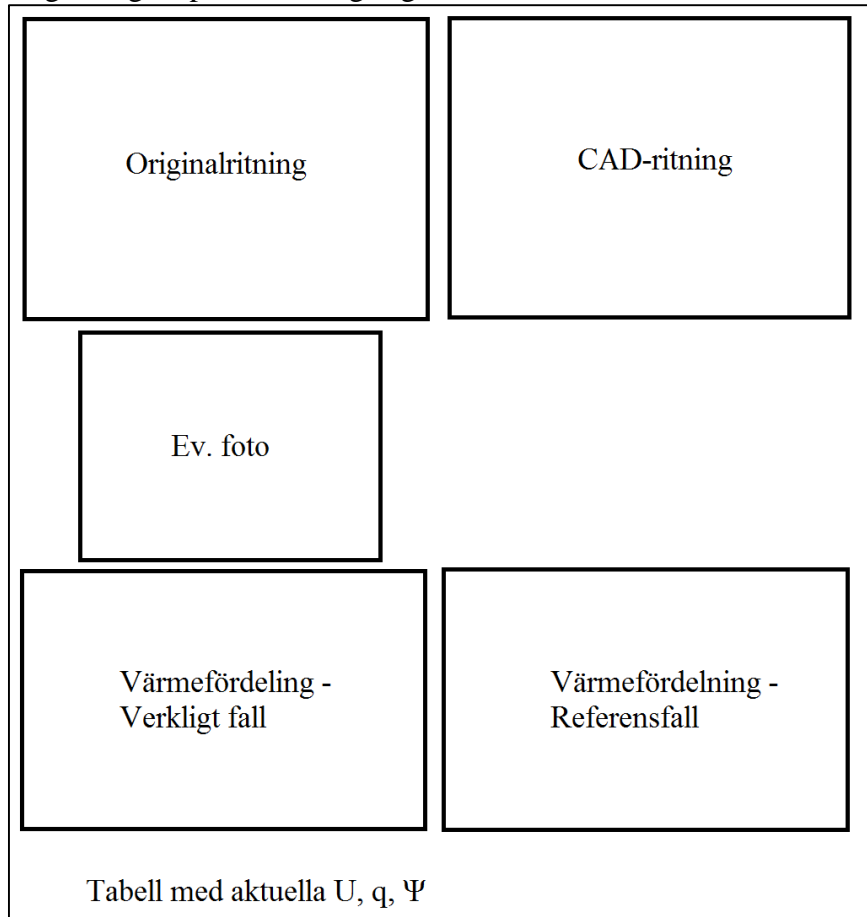 Originalritning
CAD-ritning
Ev. foto
Värmefördeling -
Verkligt fall
Värmefördelning -
Referensfall
Tabell med aktuella U, q, Ψ